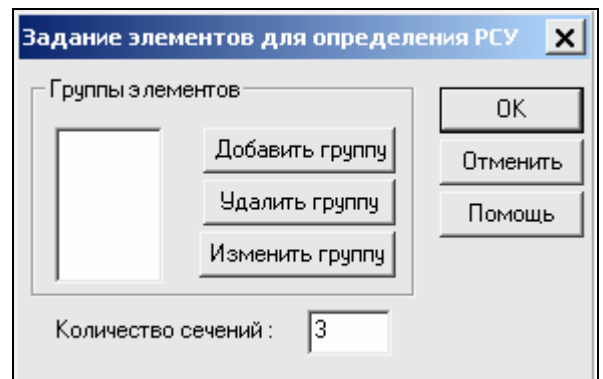 Задание элементов для определения РСУ
Группы элементов
Добавить группу
Удалить группу
Изменить группу
OK
Отменить
Помощь
Количество сечений : 3